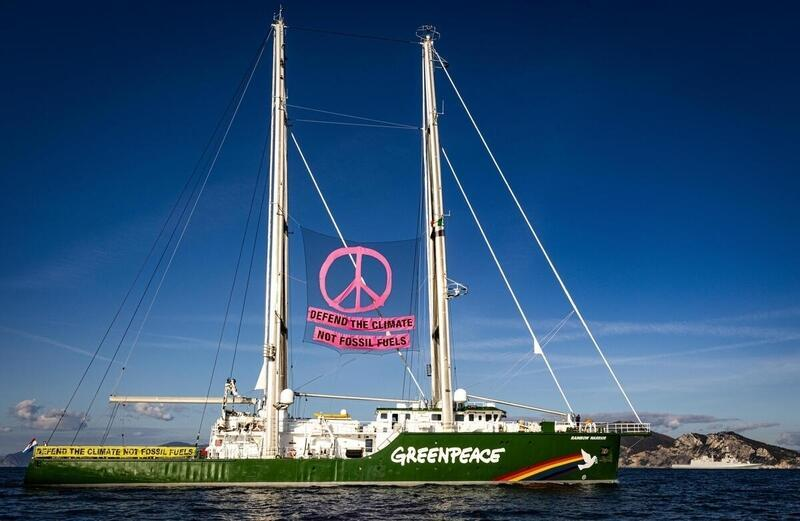 DEFEND THE CLIMATE
NOT FOSSIL FUELS
DEFEND THE CLIMATE NOT FOSSIL FUELS
GREENPEACE
RAINBOW WARRIOR